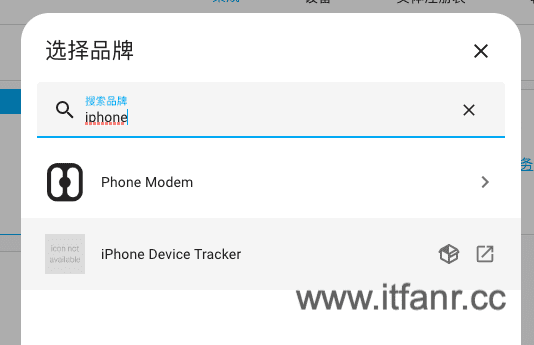 选择品牌
搜索品牌
iphone
Phone Modem
icon not
available
iPhone Device Tracker
www.itfanr.cc